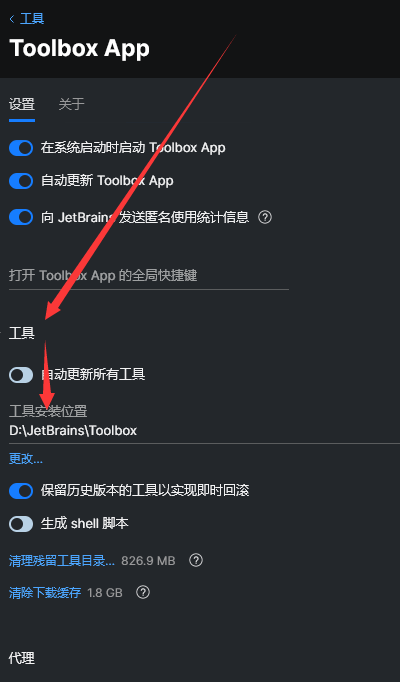 工具
Toolbox App
设置 关于
在系统启动时启动 Toolbox App
自动更新 Toolbox App
向 JetBrains 发送匿名使用统计信息
打开 Toolbox App 的全局快捷键
工具
自动更新所有工具
工具安装位置
D:\JetBrains\Toolbox
更改...
保留历史版本的工具以实现即时回滚
生成 shell 脚本
清理残留工具目录... 826.9 MB
清除下载缓存 1.8 GB
代理